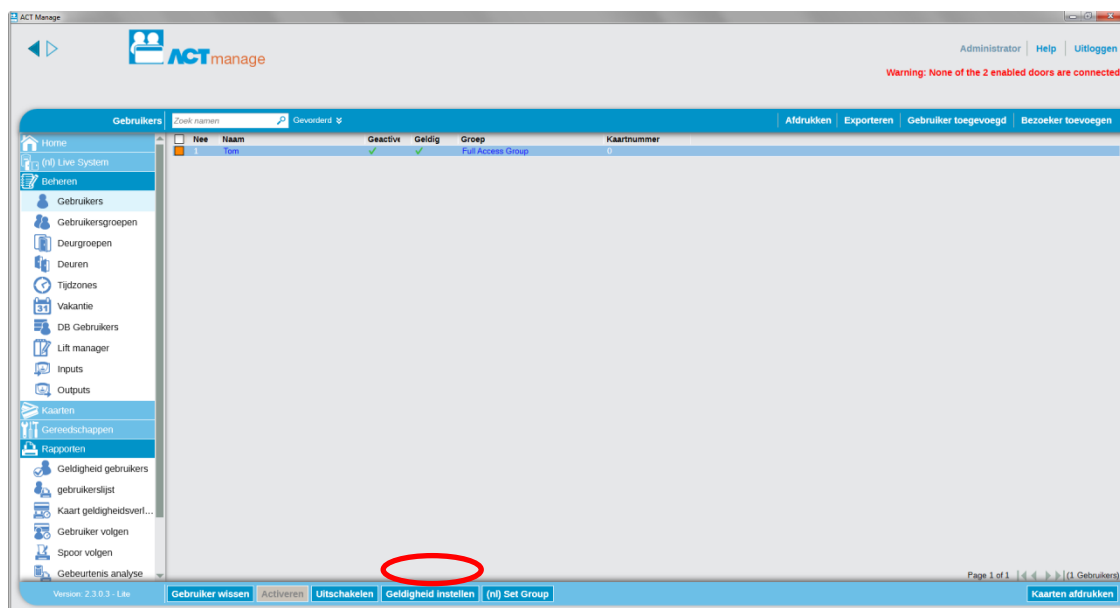 ACT Manage
ACTmanage
Administrator Help Uitloggen
Warning: None of the 2 enabled doors are connected
Gebruikers Zoek namen Gevorderd Afdrukken Exporteren Gebruiker toegevoegd Bezoeker toevoegen
Nee Naam Geactive Geldig Groep Kaartnummer
1 Tom Full Access Group 0
Home
(nl) Live System
Beheren
Gebruikers
Gebruikersgroepen
Deurgroepen
Deuren
Tijdzones
31 Vakantie
DB Gebruikers
Lift manager
Inputs
Outputs
Kaarten
Gereedschappen
Rapporten
Geldigheid gebruikers
gebruikerslijst
Kaart geldigheidsverl...
Gebruiker volgen
Spoor volgen
Gebeurtenis analyse
Page 1 of 1 (1 Gebruikers)
Version: 2.3.0.3 - Lite Gebruiker wissen Activeren Uitschakelen Geldigheid instellen (nl) Set Group Kaarten afdrukken